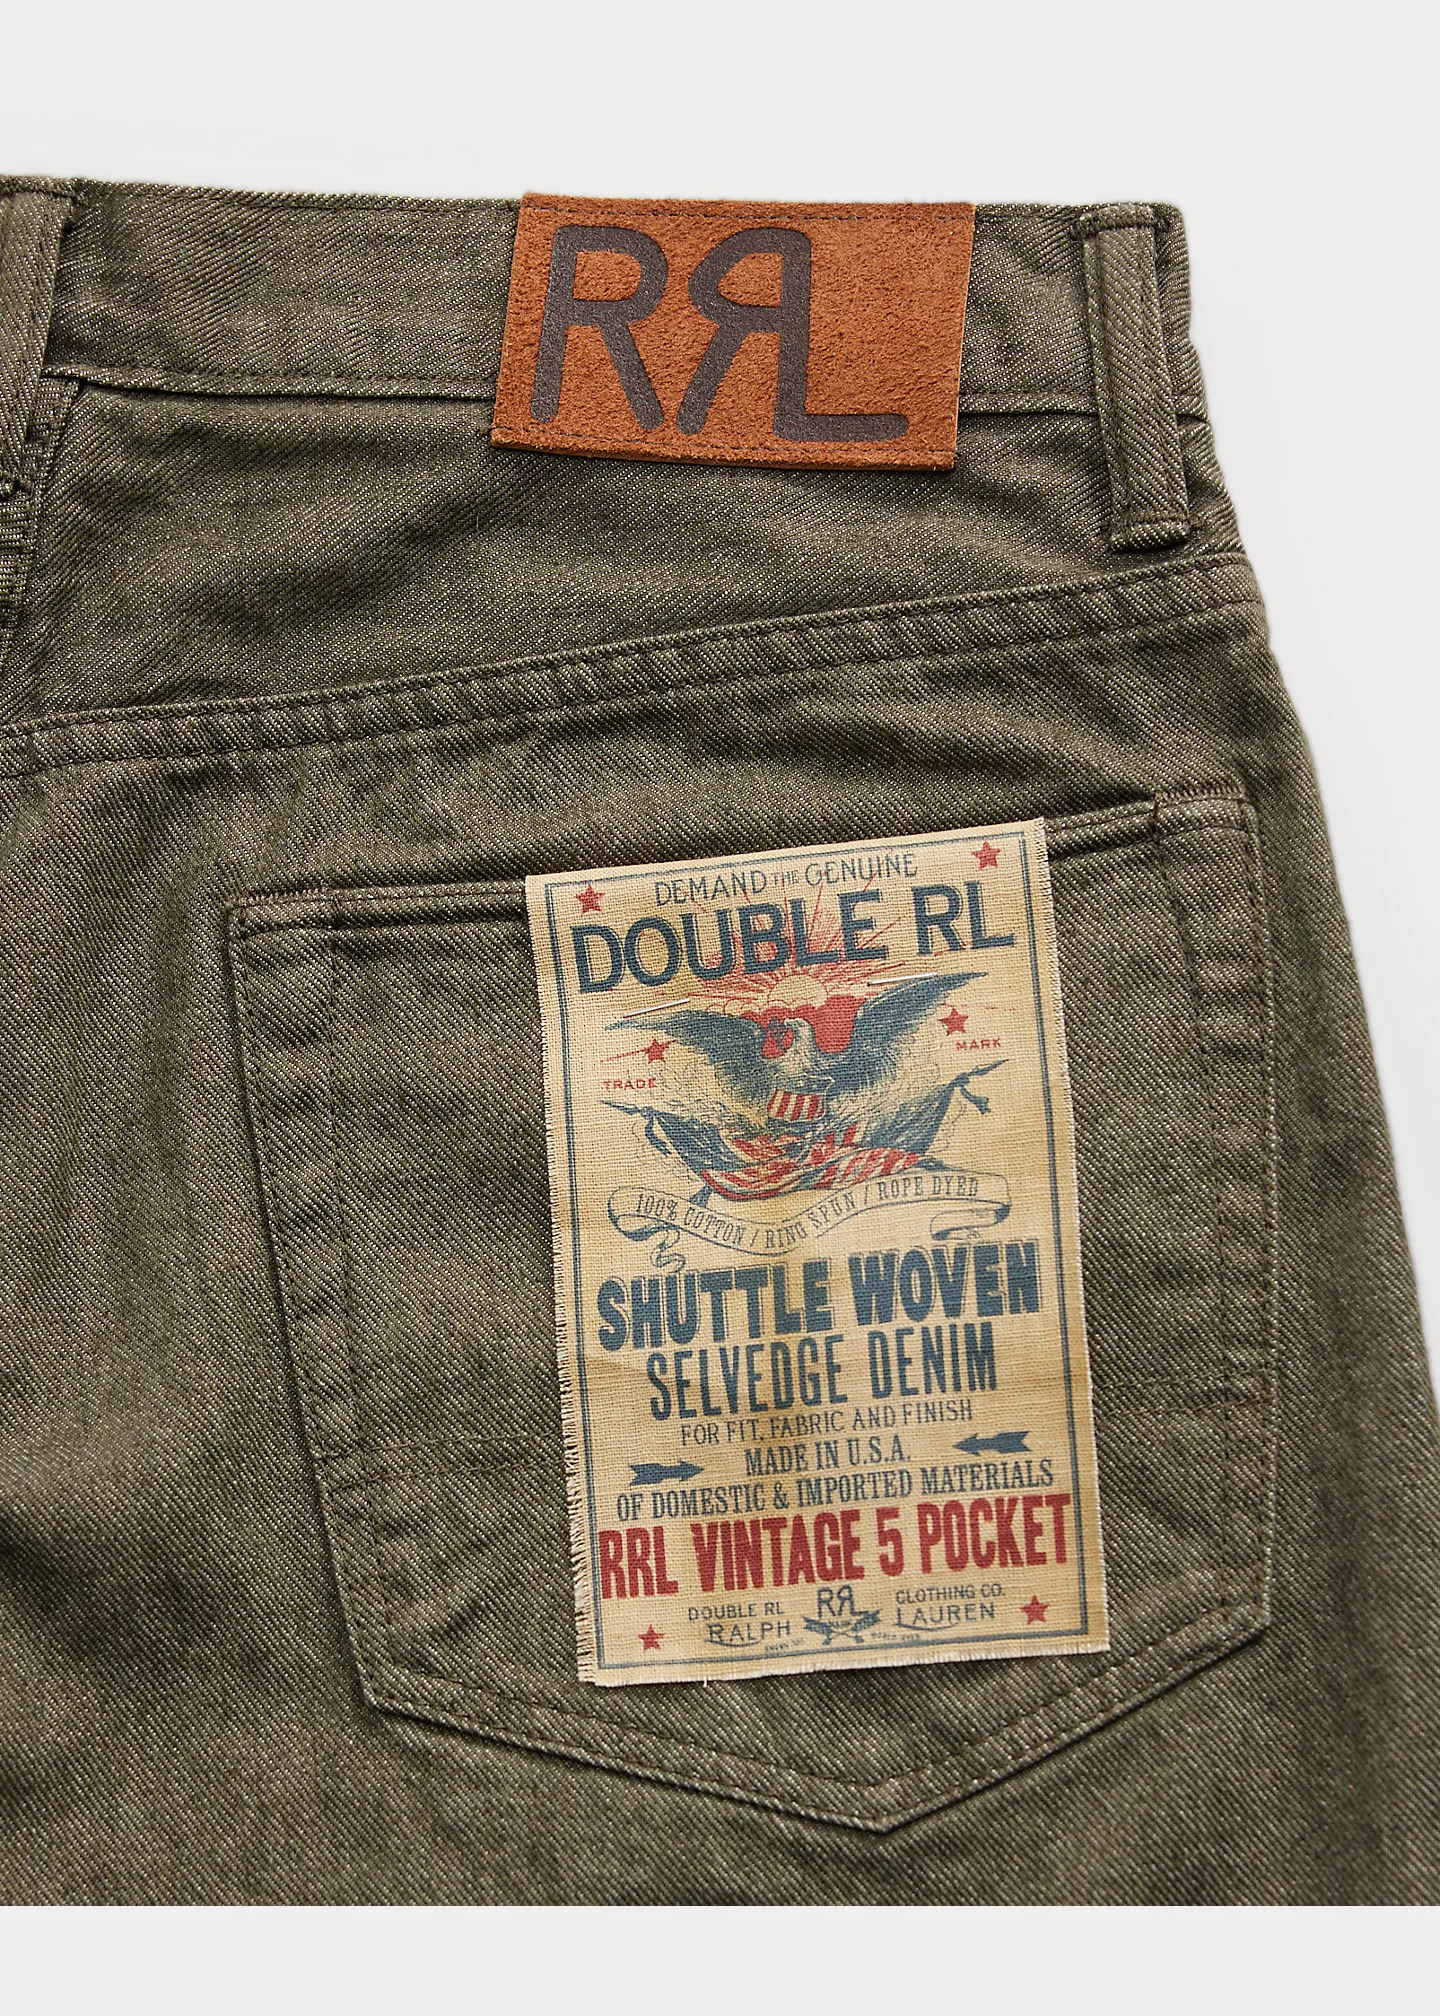 RRL
DEMAND THE GENUINE
DOUBLE RL
TRADE MARK
100% COTTON / RING SPUN / ROPE DYED
SHUTTLE WOVEN
SELVEDGE DENIM
FOR FIT, FABRIC AND FINISH
MADE IN U.S.A.
OF DOMESTIC & IMPORTED MATERIALS
RRL VINTAGE 5 POCKET
DOUBLE RL RRL CLOTHING CO.
RALPH LAUREN